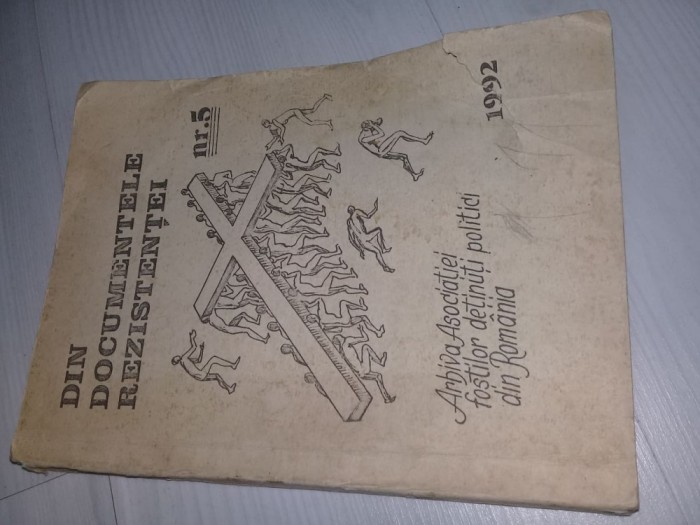 DIN
DOCUMENTELE
REZISTENȚEI
nr.5
Arhiva Asociației
foștilor deținuți politici
din România
1992